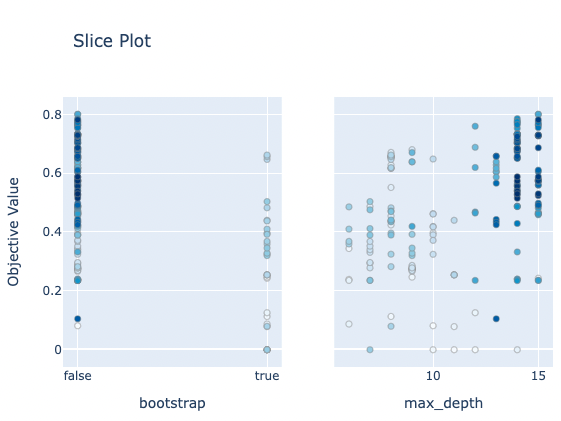 Slice Plot
Objective Value
0.8
0.6
0.4
0.2
0
false
true
10
15
bootstrap
max_depth